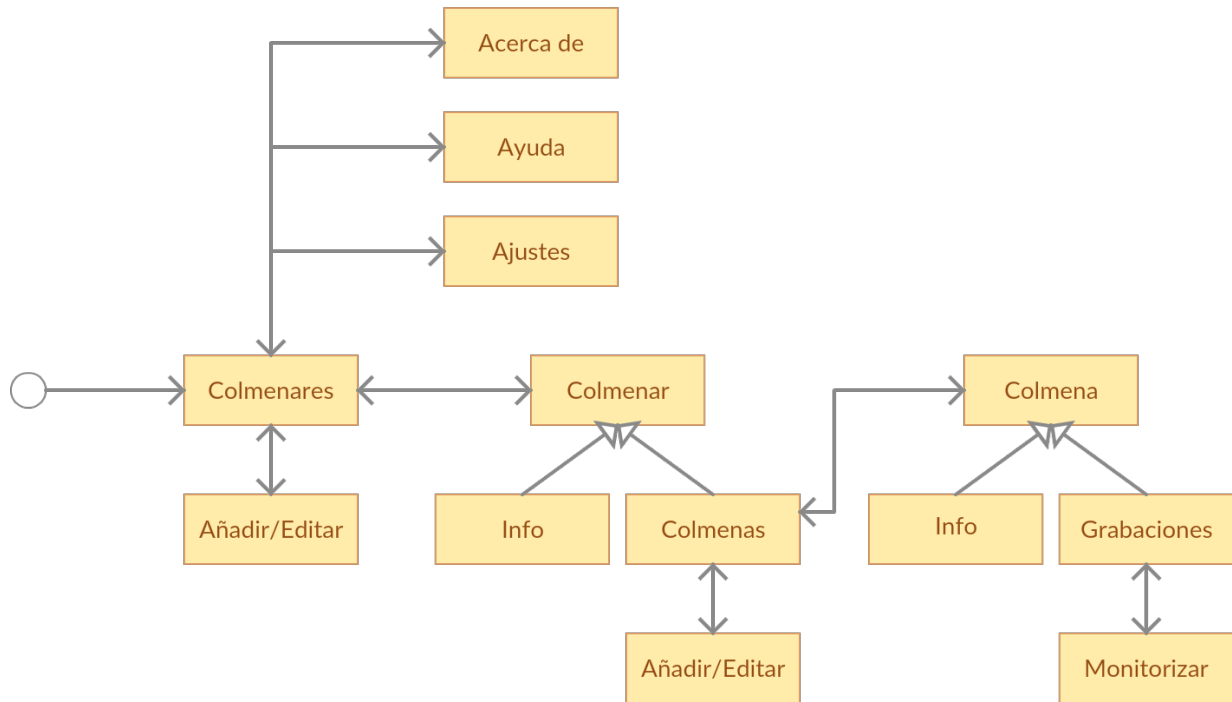 Acerca de
Ayuda
Ajustes
Colmenares
Colmenar
Colmena
Añadir/Editar
Info
Colmenas
Info
Grabaciones
Añadir/Editar
Monitorizar